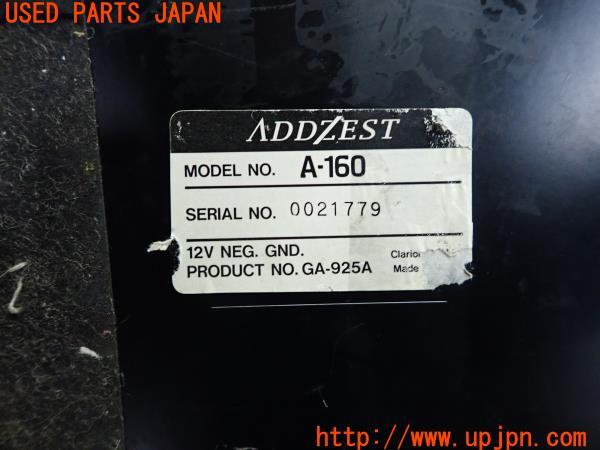 USED PARTS JAPAN
ADDZEST
MODEL NO. A-160
SERIAL NO. 0021779
12V NEG. GND.
PRODUCT NO. GA-925A
Made
http://www.upjpn.com/